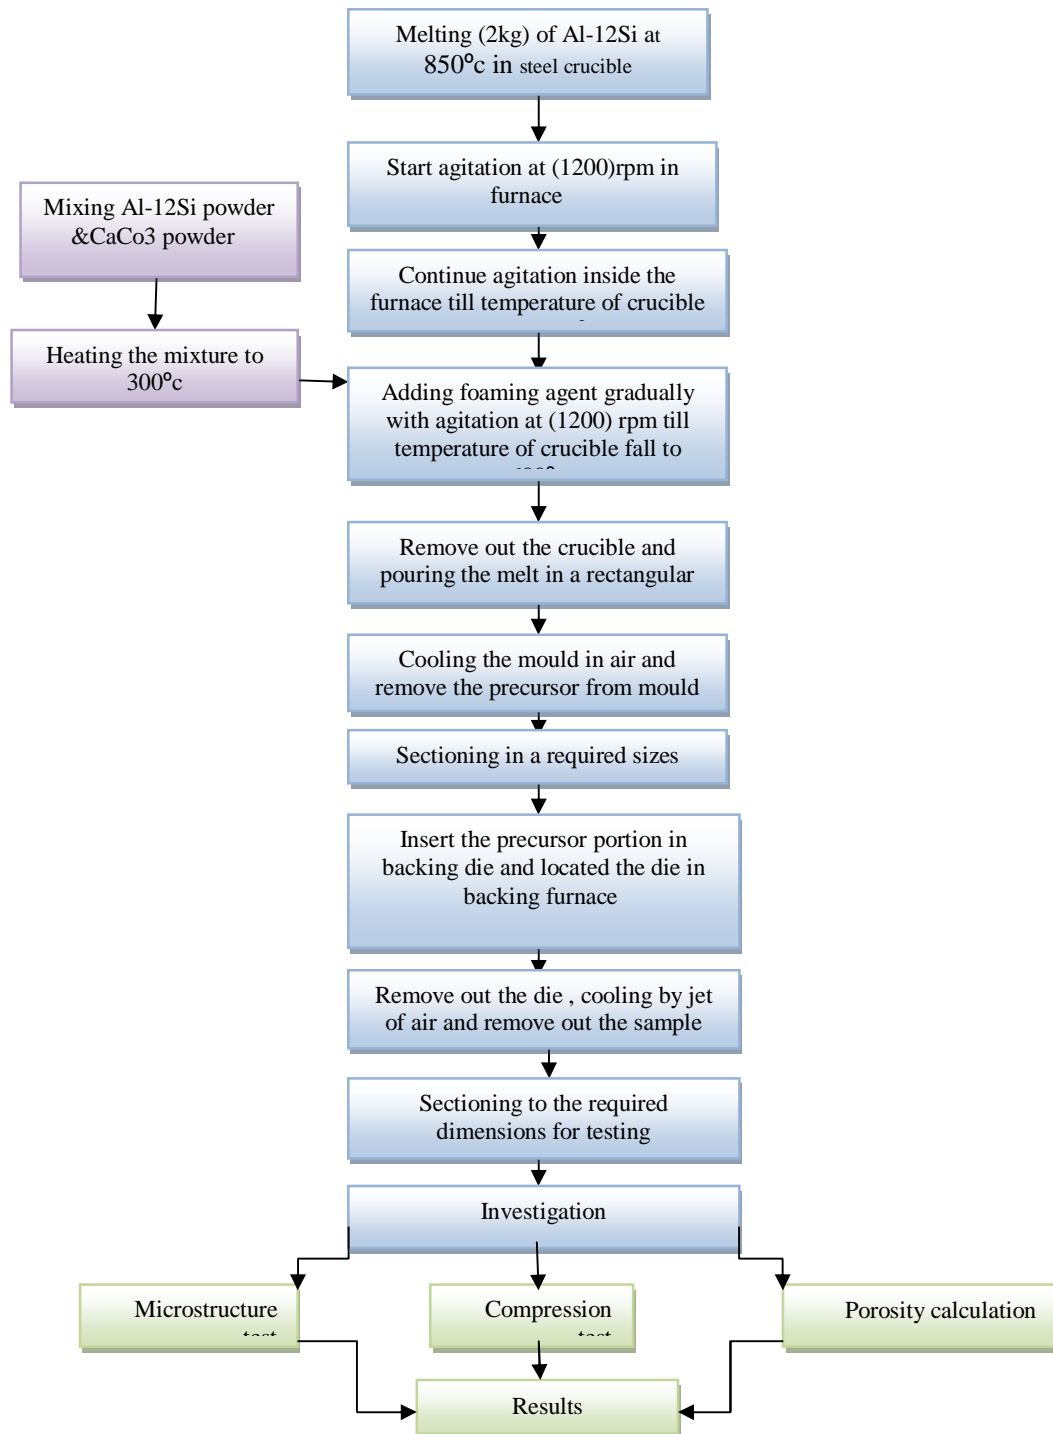 Melting (2kg) of Al-12Si at
850ºc in steel crucible
Start agitation at (1200)rpm in
furnace
Mixing Al-12Si powder
&CaCo3 powder
Continue agitation inside the
furnace till temperature of crucible
Heating the mixture to
300ºc
Adding foaming agent gradually
with agitation at (1200) rpm till
temperature of crucible fall to
Remove out the crucible and
pouring the melt in a rectangular
Cooling the mould in air and
remove the precursor from mould
Sectioning in a required sizes
Insert the precursor portion in
backing die and located the die in
backing furnace
Remove out the die , cooling by jet
of air and remove out the sample
Sectioning to the required
dimensions for testing
Investigation
Microstructure
test
Compression
test
Porosity calculation
Results